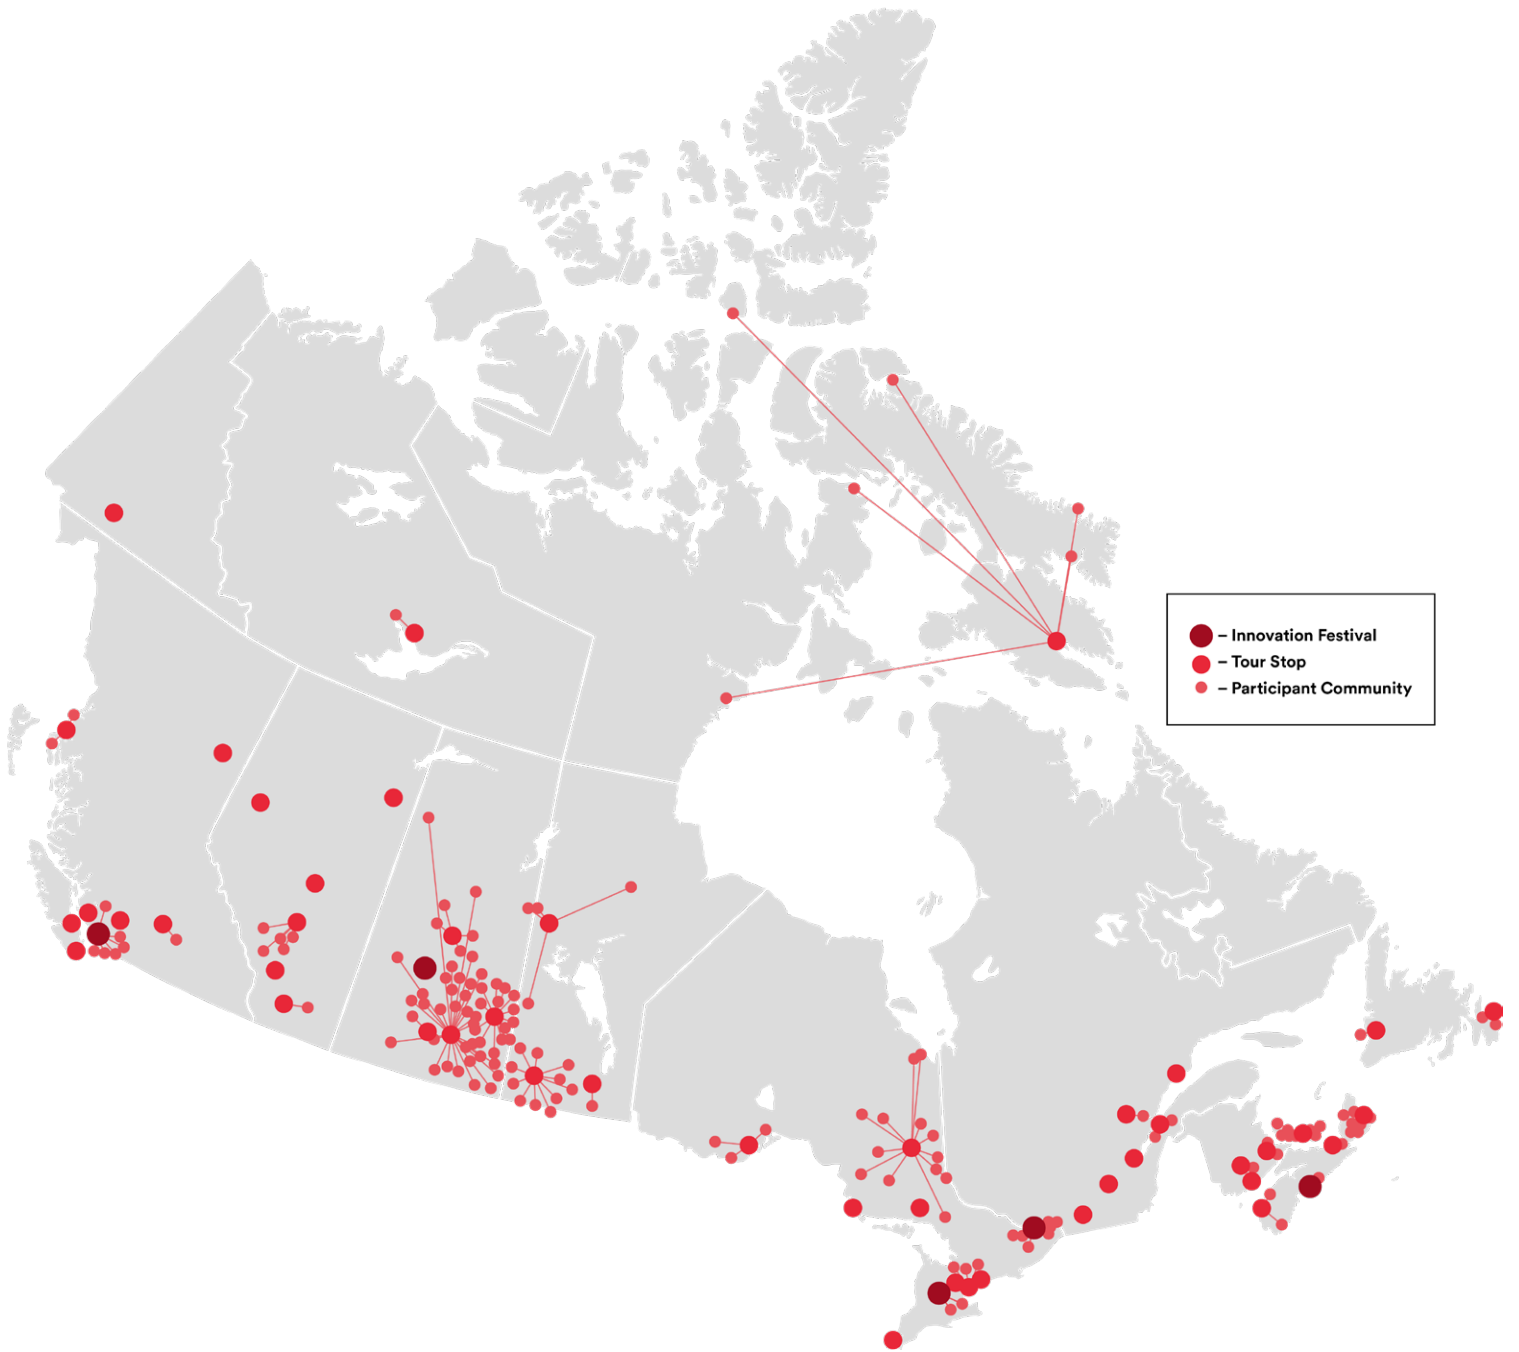 – Innovation Festival
– Tour Stop
– Participant Community